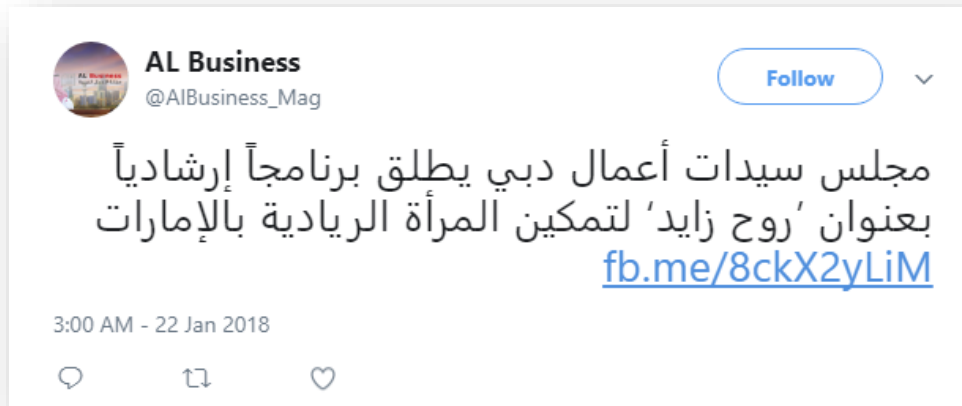 AL Business
@AlBusiness_Mag
Follow
مجلس سيدات أعمال دبي يطلق برنامجاً إرشادياً
بعنوان ’روح زايد‘ لتمكين المرأة الريادية بالإمارات
fb.me/8ckX2yLiM
3:00 AM - 22 Jan 2018